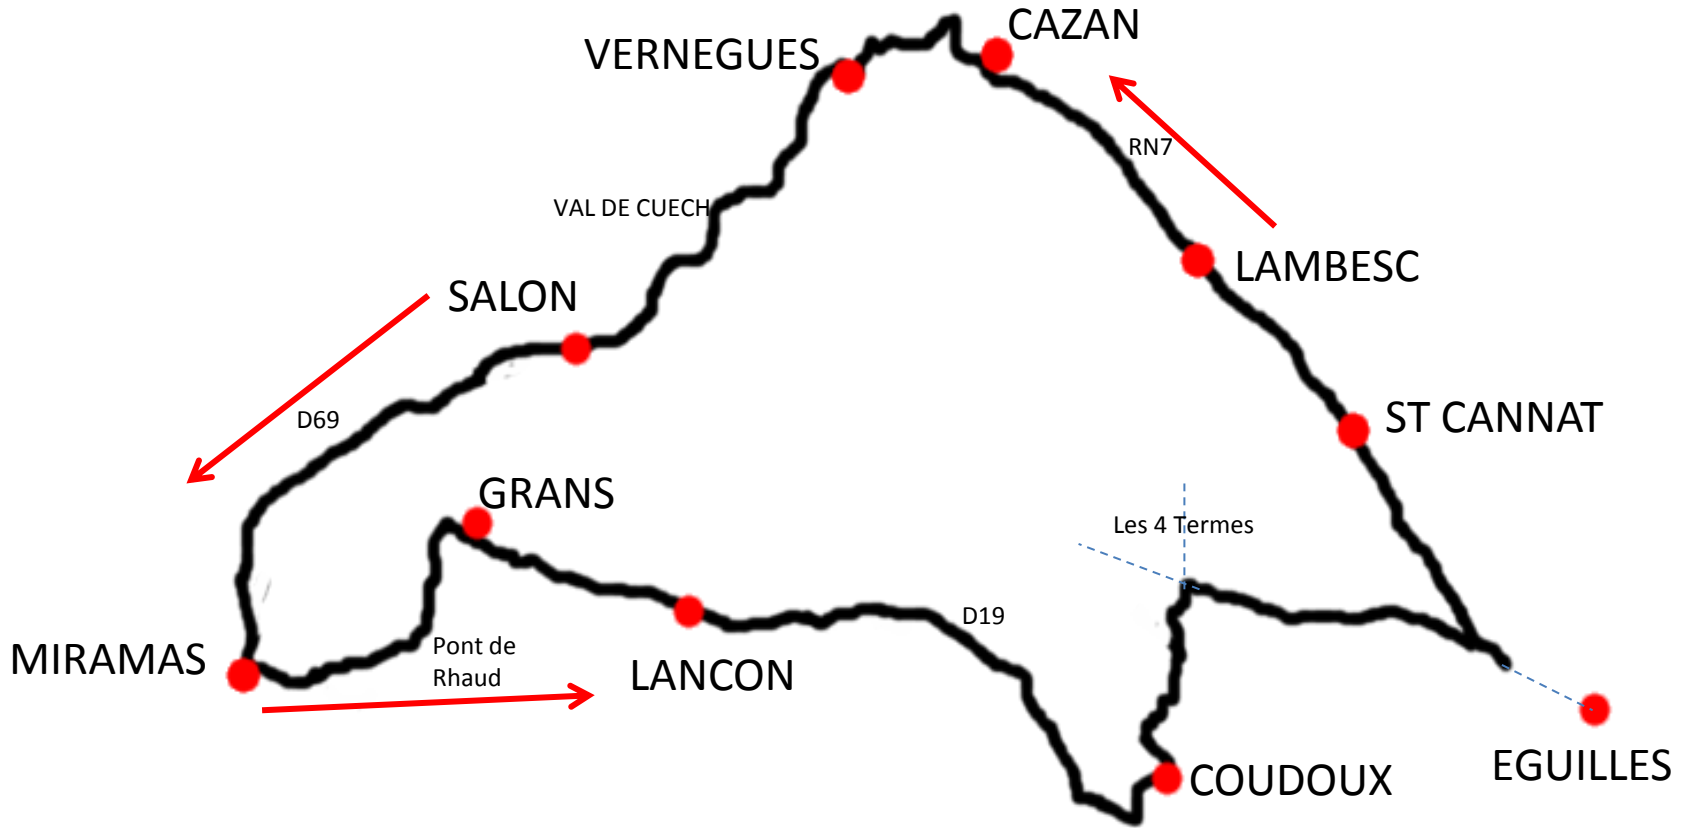 CAZAN
VERNEGUES
RN7
VAL DE CUECH
LAMBESC
SALON
D69
ST CANNAT
GRANS
Les 4 Termes
D19
Pont de
Rhaud
MIRAMAS
LANCON
EGUILLES
COUDOUX